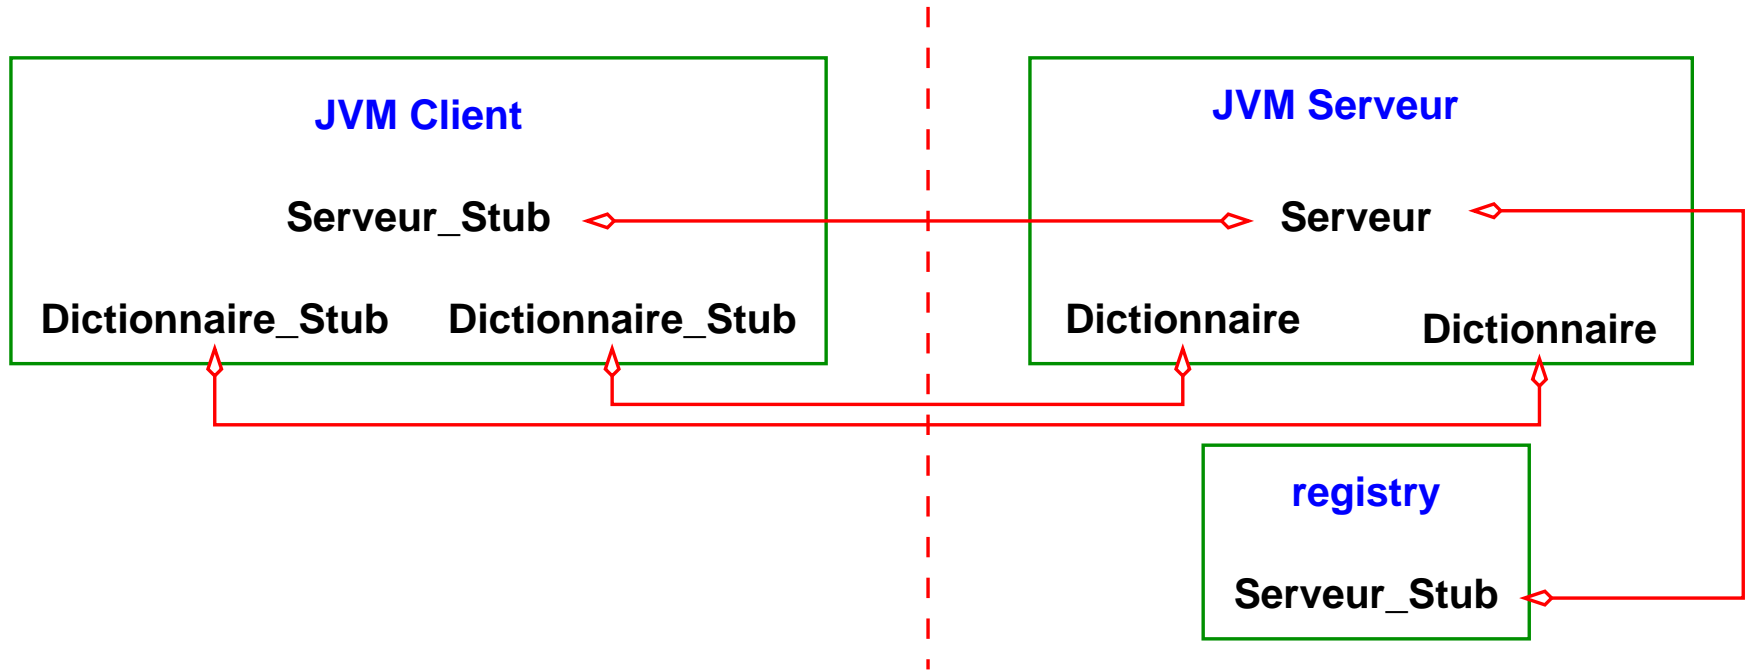 JVM Client
Serveur_Stub
Dictionnaire_Stub Dictionnaire_Stub
JVM Serveur
Serveur
Dictionnaire
Dictionnaire
registry
Serveur_Stub